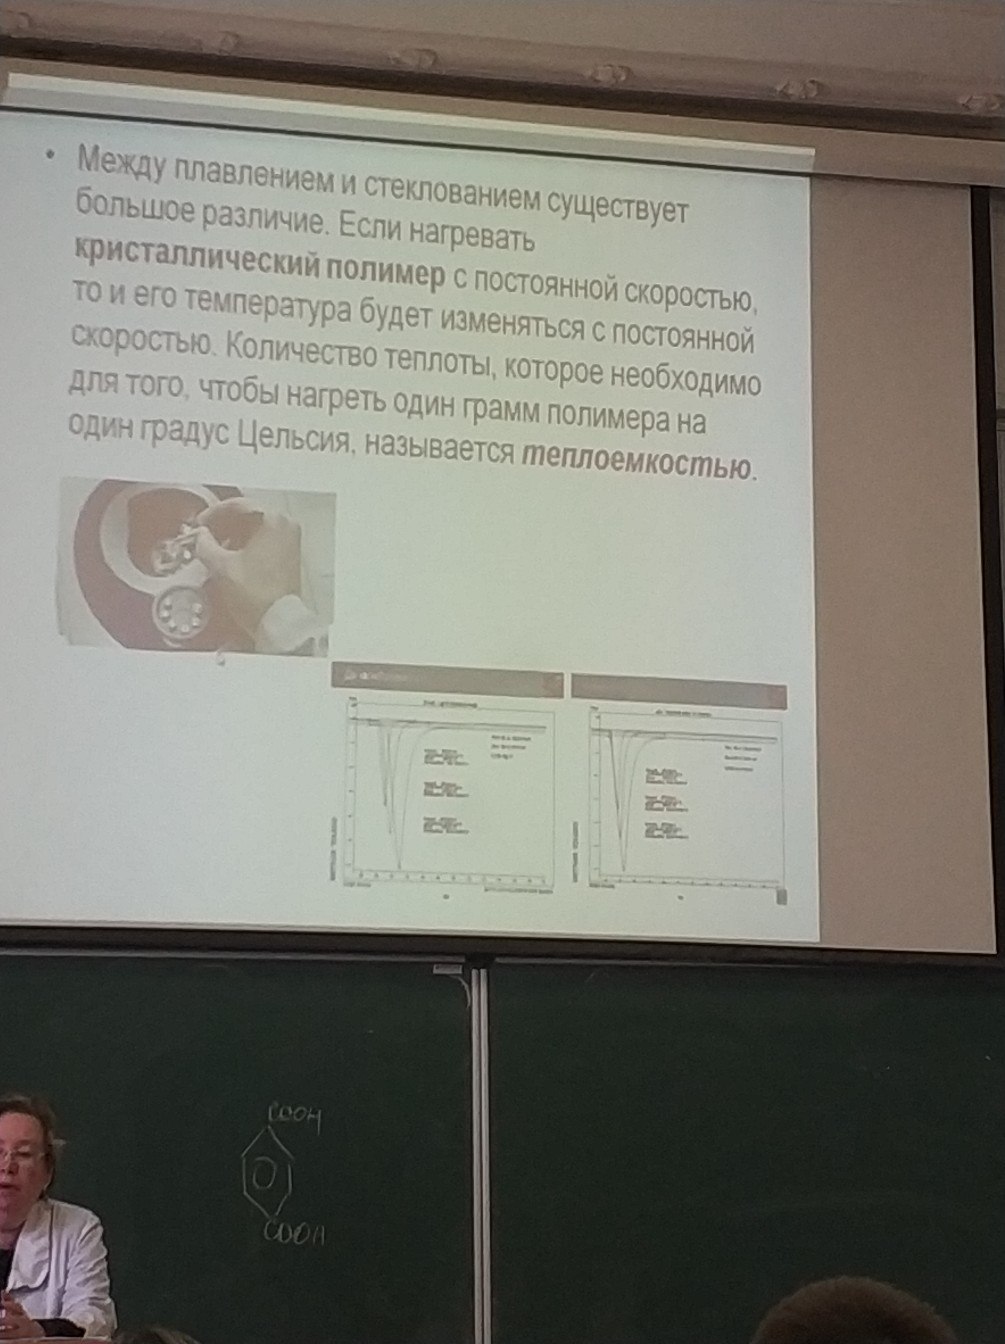 • Между плавлением и стеклованием существует
большое различие. Если нагревать
кристаллический полимер с постоянной скоростью,
то и его температура будет изменяться с постоянной
скоростью. Количество теплоты, которое необходимо
для того, чтобы нагреть один грамм полимера на
один градус Цельсия, называется теплоемкостью.
COOH
COOH